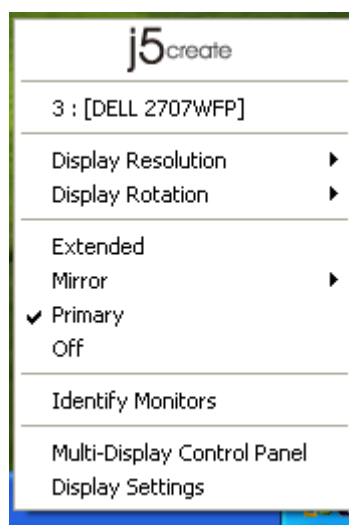 j5create
3 : [DELL 2707WFP]
Display Resolution
Display Rotation
Extended
Mirror
Primary
Off
Identify Monitors
Multi-Display Control Panel
Display Settings